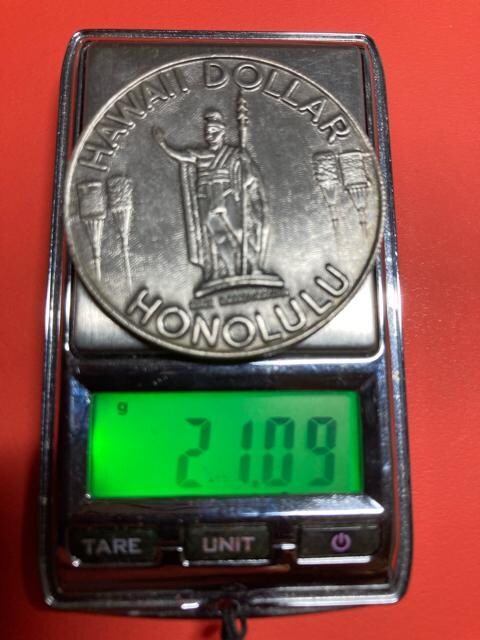 HAWAII DOLLAR
HONOLULU
g
21.09
TARE UNIT